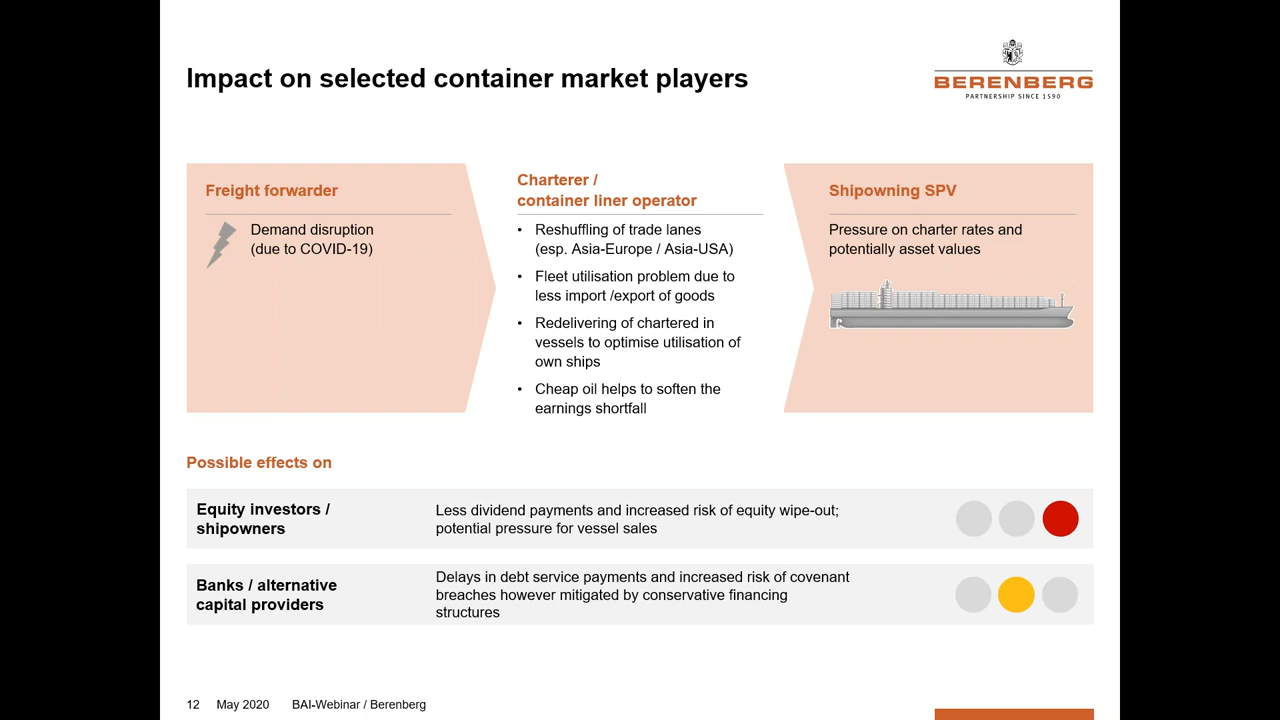 Impact on selected container market players
BERENBERG
PARTNERSHIP SINCE 1590
Freight forwarder
Demand disruption
(due to COVID-19)
Charterer /
container liner operator
• Reshuffling of trade lanes
(esp. Asia-Europe / Asia-USA)
• Fleet utilisation problem due to
less import /export of goods
• Redelivering of chartered in
vessels to optimise utilisation of
own ships
• Cheap oil helps to soften the
earnings shortfall
Shipowning SPV
Pressure on charter rates and
potentially asset values
Possible effects on
Equity investors /
shipowners
Less dividend payments and increased risk of equity wipe-out;
potential pressure for vessel sales
Banks / alternative
capital providers
Delays in debt service payments and increased risk of covenant
breaches however mitigated by conservative financing
structures
12 May 2020 BAI-Webinar / Berenberg